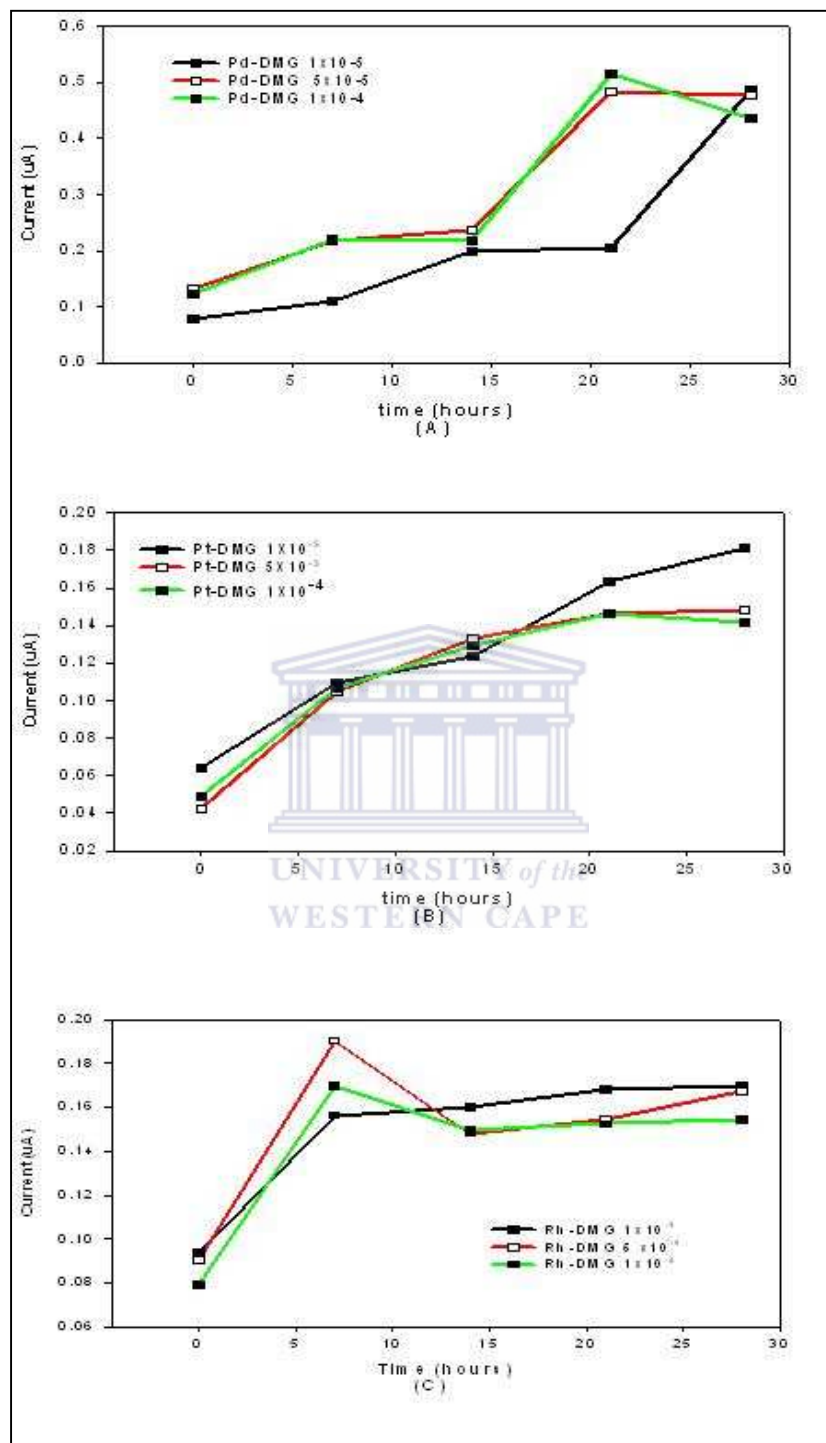 0.6
Pd-DMG 1x10-5
Pd-DMG 5x10-5
Pd-DMG 1x10-4
0.5
0.4
Current(uA)
0.3
0.2
0.1
0.0
0 5 10 15 20 25 30
time (hours)
(A)
0.20
Pt-DMG 1X10
0.18
Pt-DMG 5X10
0.16
Pt-DMG 1X10⁻⁴
0.14
0.12
Current(uA)
0.10
0.08
0.06
0.04
0.02
0 5 10 15 20 25 30
UNIVERSITY of the
time (hours)
WESTERN CAPE
(B)
0.20
0.18
0.16
0.14
Current(uA)
0.12
0.10
Rh-DMG 1x10
Rh-DMG x10
Rh-DMG 1x10
0.08
0.06
0 5 10 15 20 25 30
Time (hours)
(C)